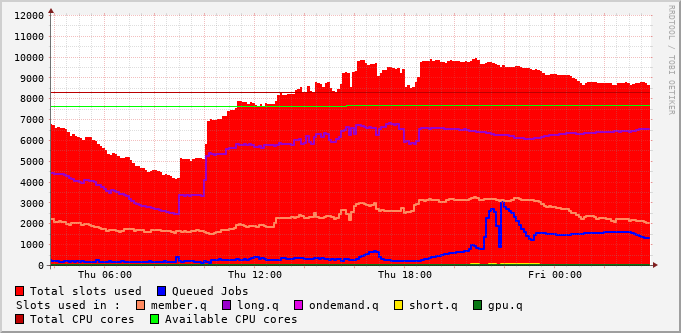 12000
11000
10000
9000
8000
7000
6000
5000
4000
3000
2000
1000
0
Thu 06:00 Thu 12:00 Thu 18:00 Fri 00:00
RRDTOOL / TOBI OETIKER
Total slots used Queued Jobs
Slots used in : member.q long.q ondemand.q short.q gpu.q
Total CPU cores Available CPU cores